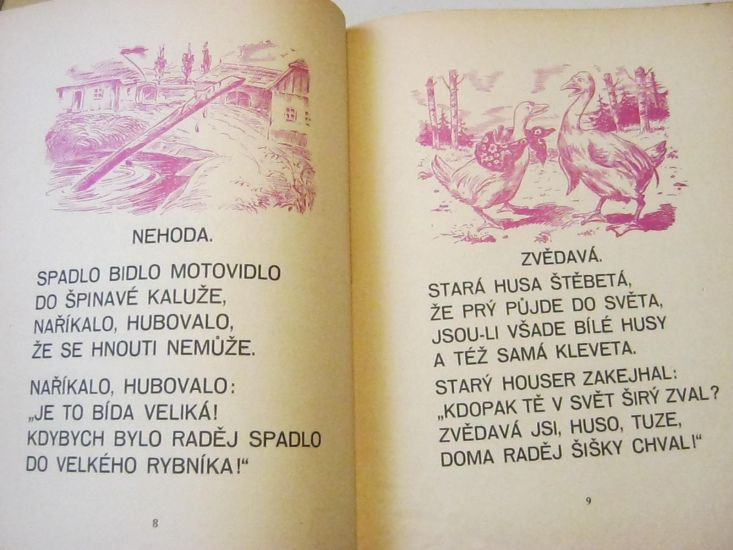 NEHODA.
SPADLO BIDLO MOTOVIDLO
DO ŠPINAVÉ KALUŽE,
NAŘÍKALO, HUBOVALO,
ŽE SE HNOUTI NEMŮŽE.
NAŘÍKALO, HUBOVALO:
„JE TO BÍDA VELIKÁ!
KDYBYCH BYLO RADĚJ SPADLO
DO VELKÉHO RYBNÍKA!“
8
ZVĚDAVÁ.
STARÁ HUSA ŠTĚBETÁ,
ŽE PRÝ PŮJDE DO SVĚTA,
JSOU-LI VŠADE BÍLÉ HUSY
A TÉŽ SAMÁ KLEVETA.
STARÝ HOUSER ZAKEJHAL:
„KDOPAK TĚ V SVĚT ŠIRÝ ZVAL?
ZVĚDAVÁ JSI, HUSO, TUZE,
DOMA RADĚJ ŠIŠKY CHVAL!“
9